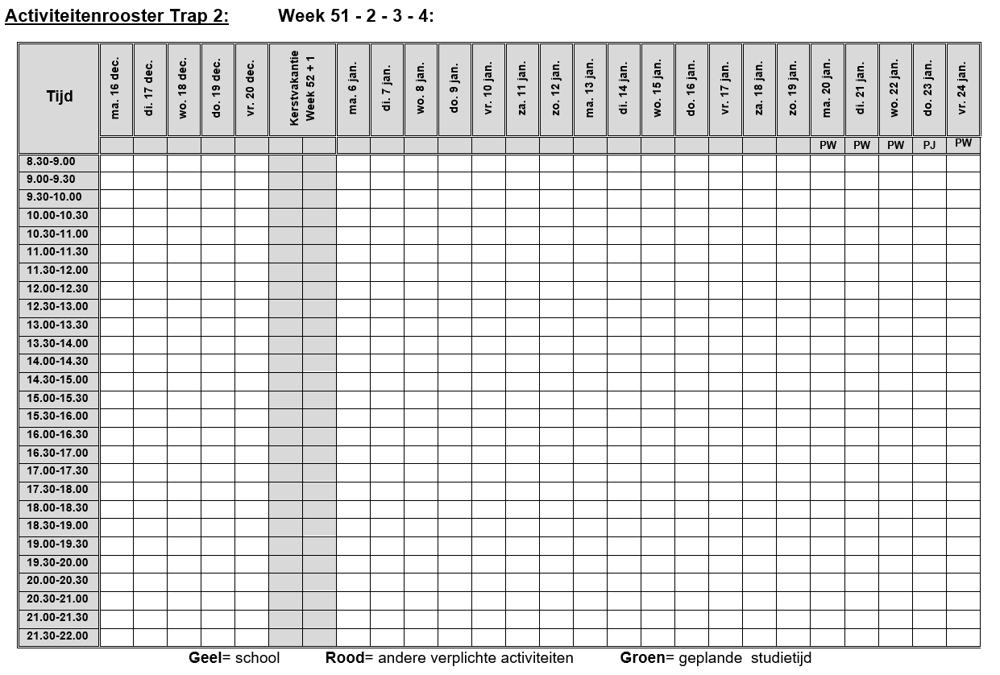 Activiteitenrooster Trap 2: Week 51 - 2 - 3 - 4:
Tijd
ma. 16 dec.
di. 17 dec.
wo. 18 dec.
do. 19 dec.
vr. 20 dec.
Kerstvakantie
Week 52 + 1
ma. 6 jan.
di. 7 jan.
wo. 8 jan.
do. 9 jan.
vr. 10 jan.
za. 11 jan.
zo. 12 jan.
ma. 13 jan.
di. 14 jan.
wo. 15 jan.
do. 16 jan.
vr. 17 jan.
za. 18 jan.
zo. 19 jan.
ma. 20 jan.
di. 21 jan.
wo. 22 jan.
do. 23 jan.
vr. 24 jan.
PW PW PW PJ PW
8.30-9.00
9.00-9.30
9.30-10.00
10.00-10.30
10.30-11.00
11.00-11.30
11.30-12.00
12.00-12.30
12.30-13.00
13.00-13.30
13.30-14.00
14.00-14.30
14.30-15.00
15.00-15.30
15.30-16.00
16.00-16.30
16.30-17.00
17.00-17.30
17.30-18.00
18.00-18.30
18.30-19.00
19.00-19.30
19.30-20.00
20.00-20.30
20.30-21.00
21.00-21.30
21.30-22.00
Geel= school Rood= andere verplichte activiteiten Groen= geplande studietijd